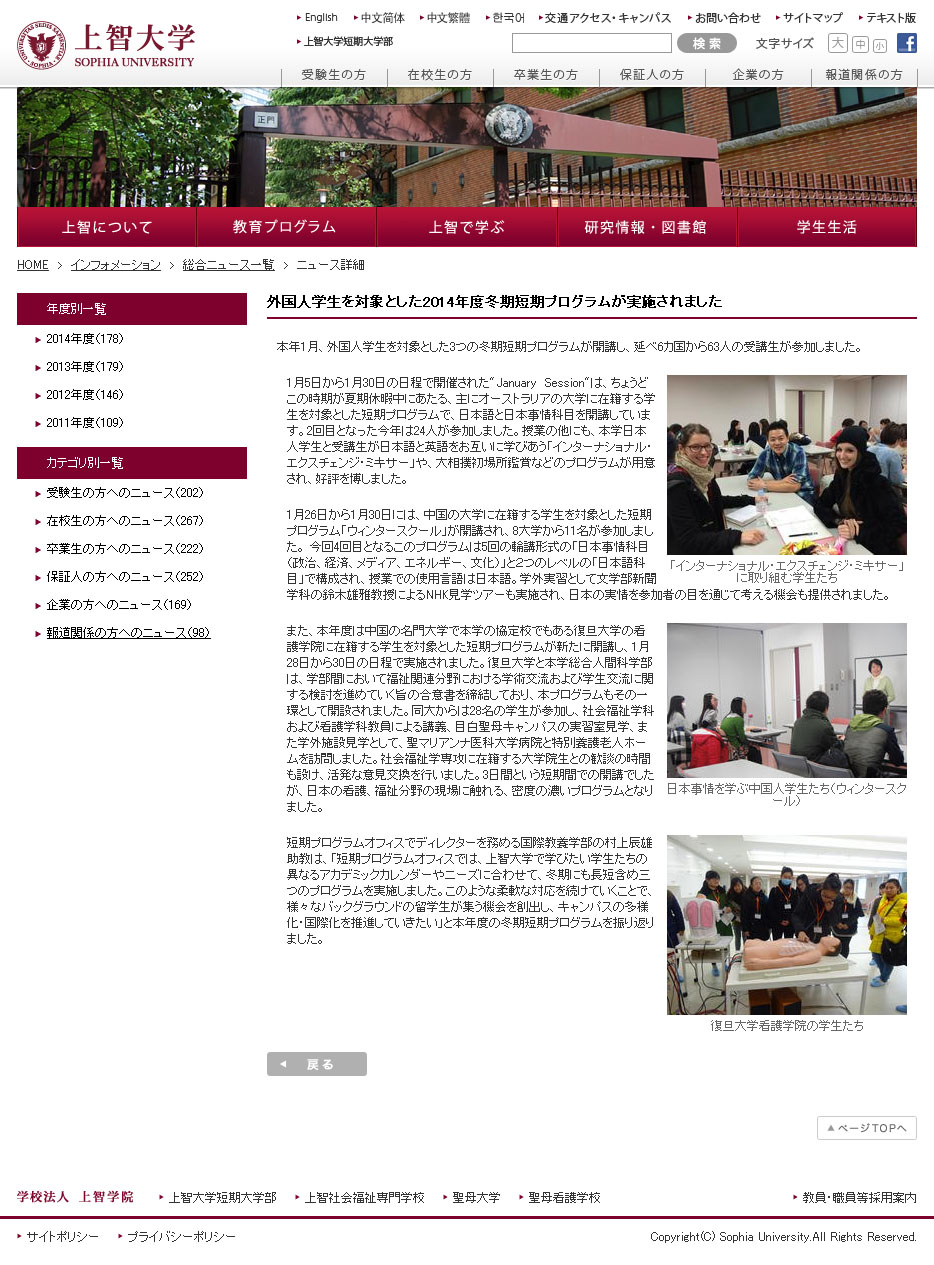 上智大学
SOPHIA UNIVERSITY
English 中文简体 中文繁體 한국어 交通アクセス・キャンパス お問い合わせ サイトマップ テキスト版
上智大学短期大学部
検索 文字サイズ 大 中 小
受験生の方 在校生の方 卒業生の方 保証人の方 企業の方 報道関係の方
正門
上智について 教育プログラム 上智で学ぶ 研究情報・図書館 学生生活
HOME > インフォメーション > 総合ニュース一覧 > ニュース詳細
年度別一覧
2014年度(178)
2013年度(179)
2012年度(146)
2011年度(109)
カテゴリ別一覧
受験生の方へのニュース(202)
在校生の方へのニュース(267)
卒業生の方へのニュース(222)
保証人の方へのニュース(252)
企業の方へのニュース(169)
報道関係の方へのニュース(98)
外国人学生を対象とした2014年度冬期短期プログラムが実施されました
本年1月、外国人学生を対象とした3つの冬期短期プログラムが開講し、延べ6カ国から63人の受講生が参加しました。
1月5日から1月30日の日程で開催された"January Session"は、ちょうど
この時期が夏期休暇中にあたる、主にオーストラリアの大学に在籍する学
生を対象とした短期プログラムで、日本語と日本事情科目を開講していま
す。2回目となった今年は24人が参加しました。授業の他にも、本学日本
人学生と受講生が日本語と英語をお互いに学びあう「インターナショナル・
エクスチェンジ・ミキサー」や、大相撲初場所鑑賞などのプログラムが用意
され、好評を博しました。
「インターナショナル・エクスチェンジ・ミキサー」
に取り組む学生たち
1月26日から1月30日には、中国の大学に在籍する学生を対象とした短期
プログラム「ウィンタースクール」が開講され、8大学から11名が参加しまし
た。 今回4回目となるこのプログラムは5回の輪講形式の「日本事情科目
(政治、経済、メディア、エネルギー、文化)」と2つのレベルの「日本語科
目」で構成され、授業での使用言語は日本語。学外実習として文学部新聞
学科の鈴木雄雅教授によるNHK見学ツアーも実施され、日本の実情を参加者の目を通じて考える機会も提供されました。
また、本年度は中国の名門大学で本学の協定校でもある復旦大学の看
護学院に在籍する学生を対象とした短期プログラムが新たに開講し、1月
28日から30日の日程で実施されました。復旦大学と本学総合人間科学部
は、学部間において福祉関連分野における学術交流および学生交流に関
する検討を進めていく旨の合意書を締結しており、本プログラムもその一
環として開設されました。同大からは28名の学生が参加し、社会福祉学科
および看護学科教員による講義、目白聖母キャンパスの実習室見学、ま
た学外施設見学として、聖マリアンナ医科大学病院と特別養護老人ホー
ムを訪問しました。社会福祉学専攻に在籍する大学院生との歓談の時間
も設け、活発な意見交換を行いました。3日間という短期間での開講でした
が、日本の看護、福祉分野の現場に触れる、密度の濃いプログラムとなり
ました。
日本事情を学ぶ中国人学生たち(ウィンタースク
ール)
短期プログラムオフィスでディレクターを務める国際教養学部の村上辰雄
助教は、「短期プログラムオフィスでは、上智大学で学びたい学生たちの
異なるアカデミックカレンダーやニーズに合わせて、冬期にも長短含め三
つのプログラムを実施しました。このような柔軟な対応を続けていくことで、
様々なバックグラウンドの留学生が集う機会を創出し、キャンパスの多様
化・国際化を推進していきたい」と本年度の冬期短期プログラムを振り返り
ました。
復旦大学看護学院の学生たち
戻る
ページTOPへ
学校法人 上智学院 上智大学短期大学部 上智社会福祉専門学校 聖母大学 聖母看護学校 教員・職員等採用案内
サイトポリシー プライバシーポリシー Copyright(C) Sophia University.All Rights Reserved.